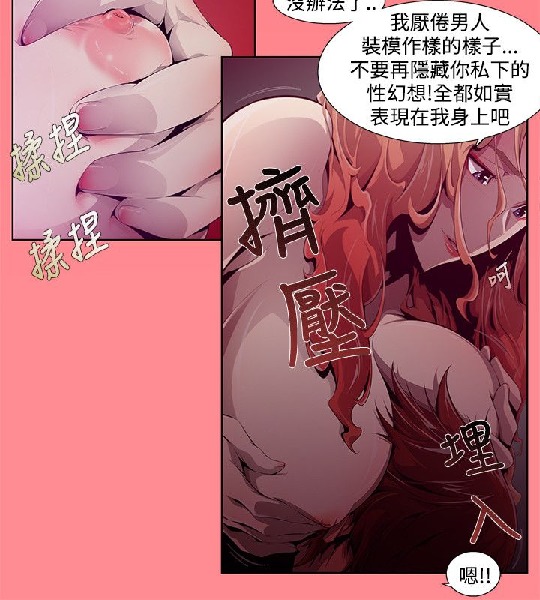 沒辦法了..
我厭倦男人
裝模作樣的樣子...
不要再隱藏你私下的
性幻想!全都如實
表現在我身上吧
揉捏
揉捏
擠壓
呵
埋入
嗯!!